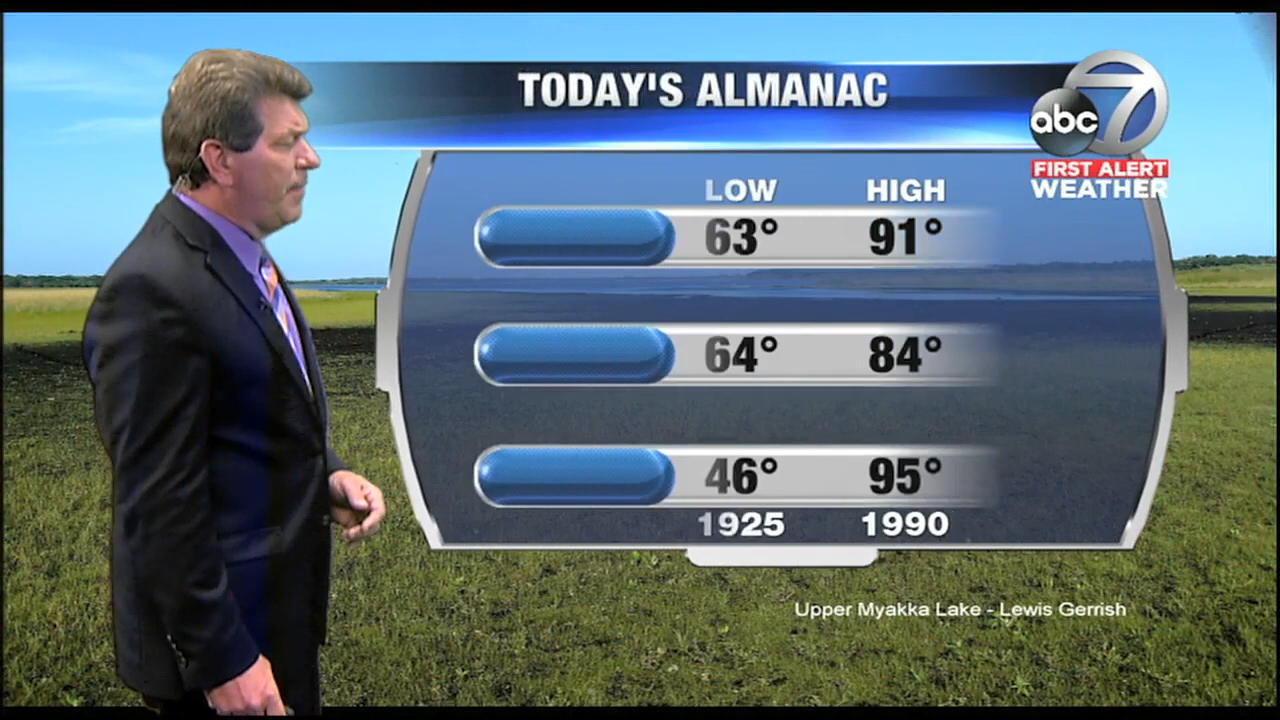 TODAY'S ALMANAC
abc 7
FIRST ALERT
WEATHER
LOW HIGH
63° 91°
64° 84°
46° 95°
1925 1990
Upper Myakka Lake - Lewis Gerrish